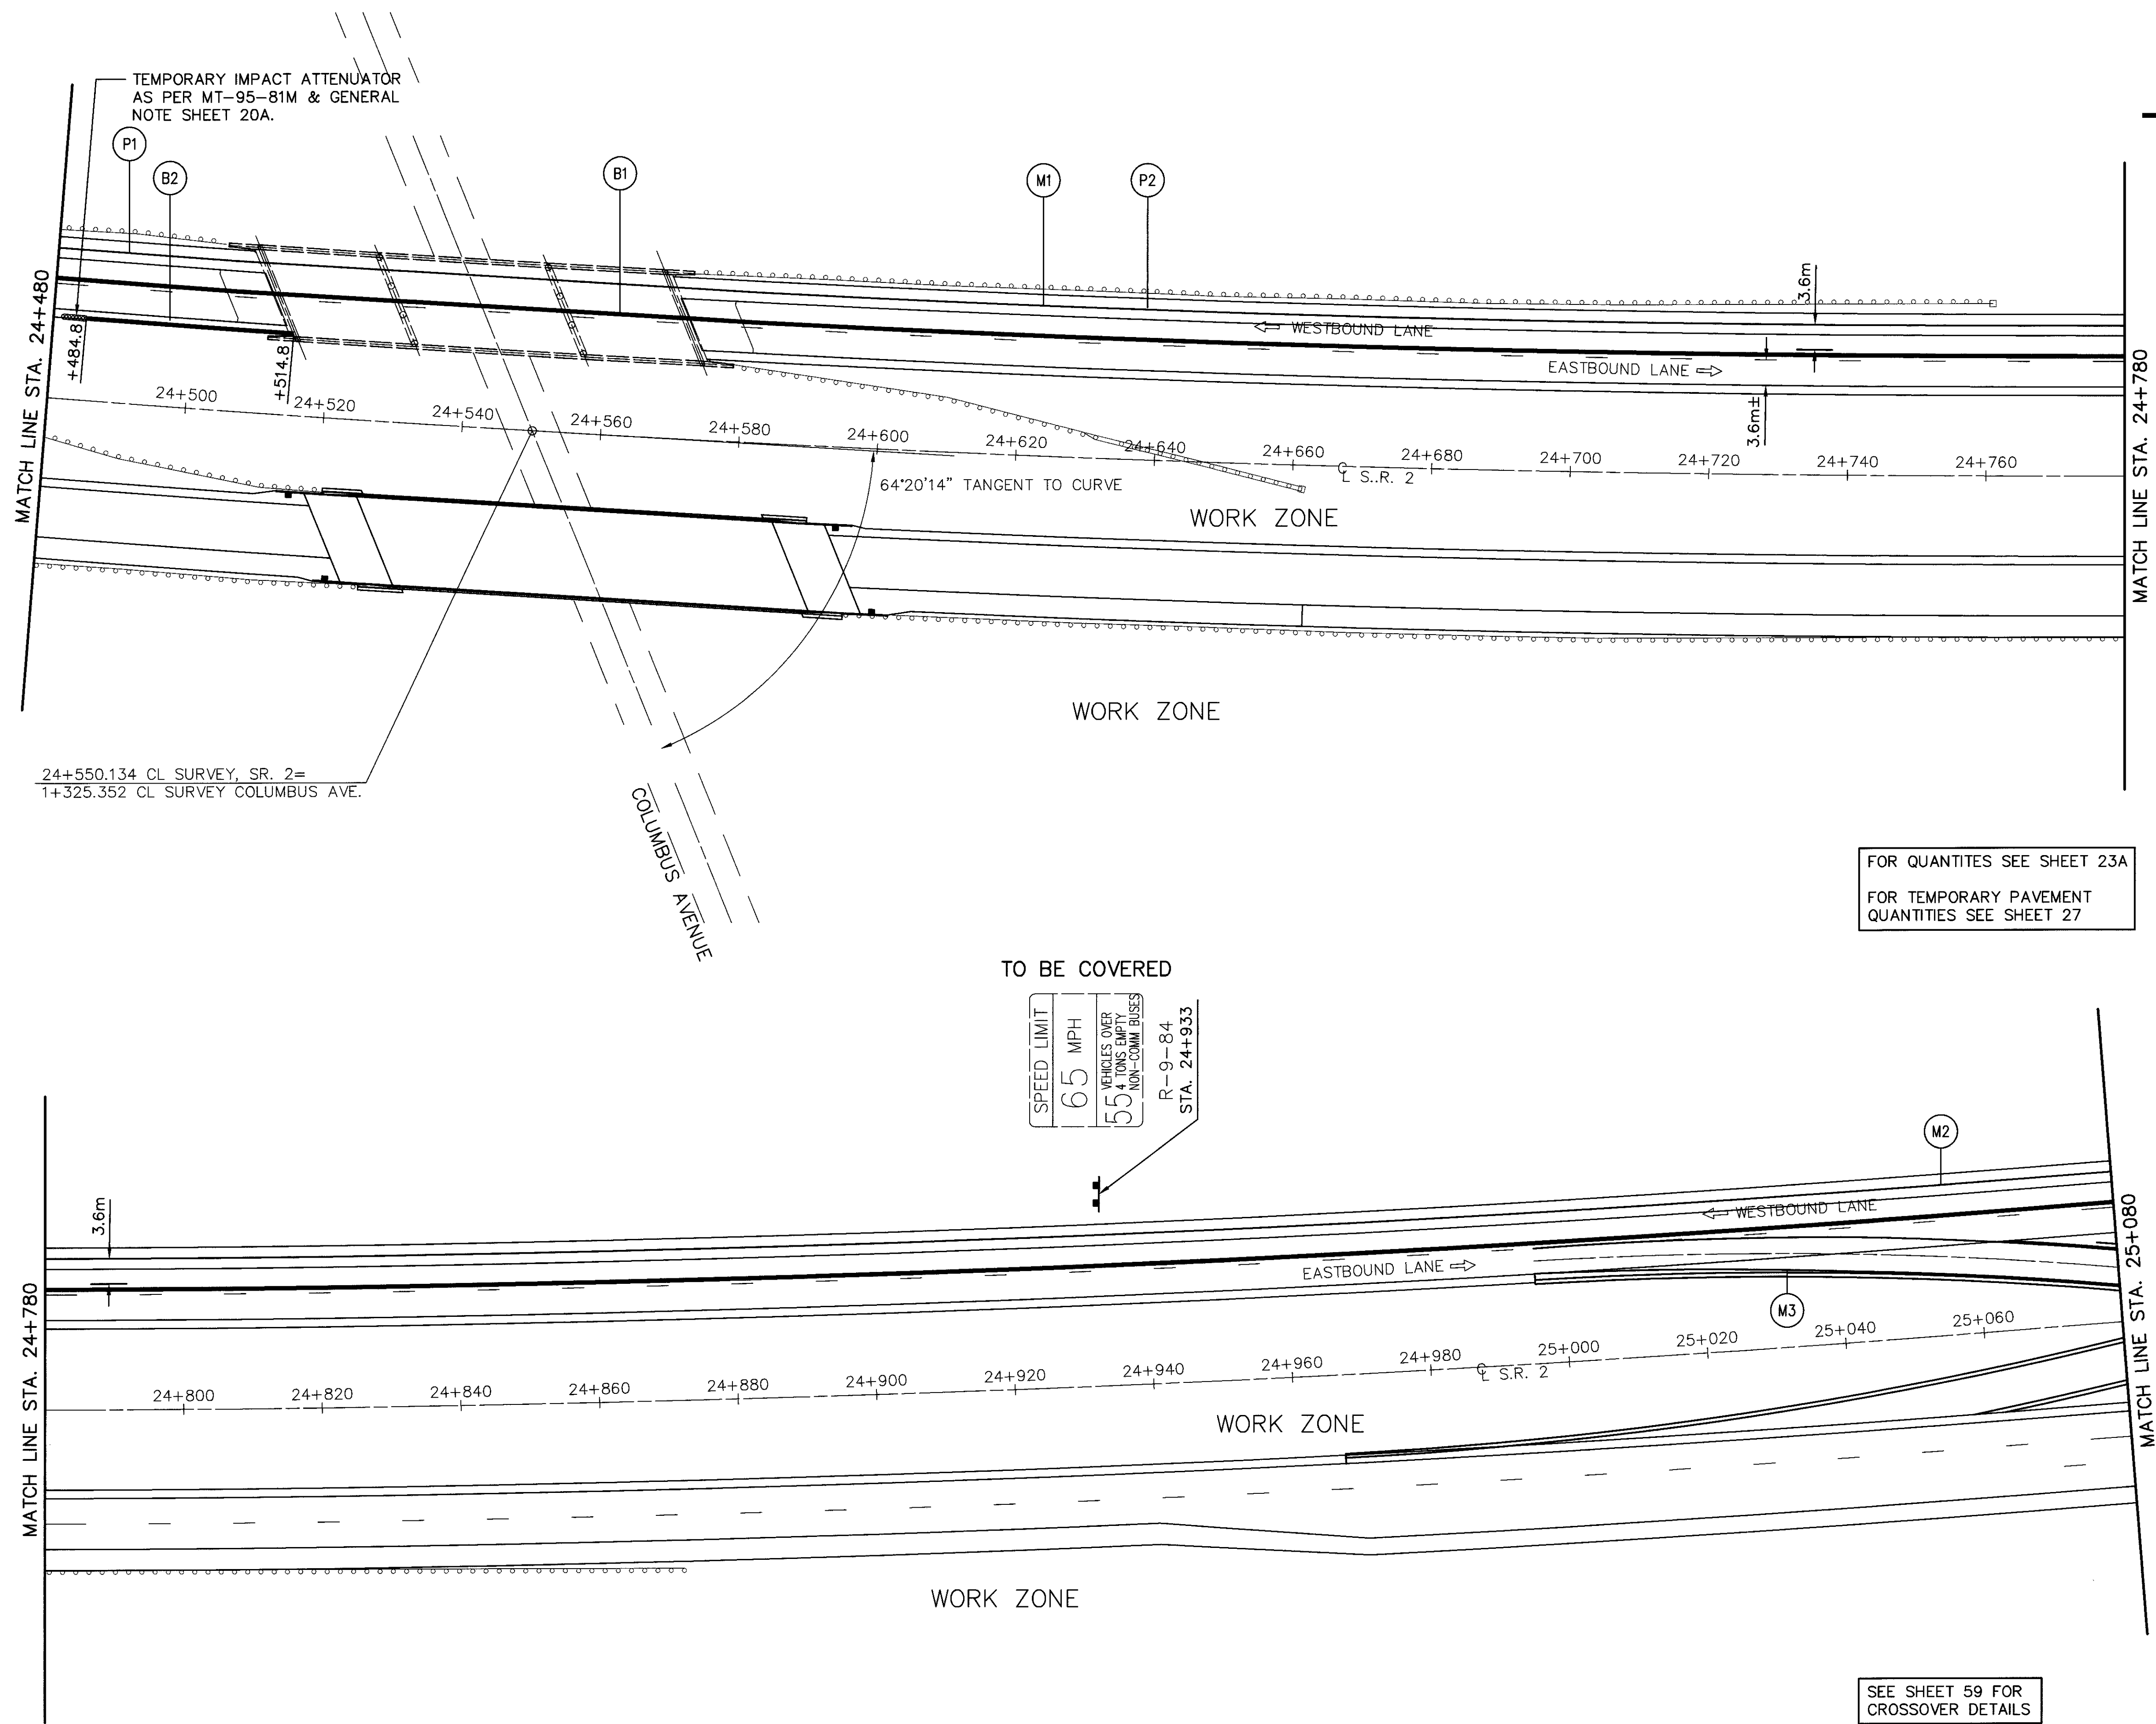 TEMPORARY IMPACT ATTENUATOR
AS PER MT-95-81M & GENERAL
NOTE SHEET 20A.
P1
B2
B1
M1
P2
MATCH LINE STA. 24+480
+484.8
+514.8
3.6m
WESTBOUND LANE
EASTBOUND LANE
3.6m±
24+500
24+520
24+540
24+560
24+580
24+600
24+620
24+640
24+660
24+680
24+700
24+720
24+740
24+760
℄ S..R. 2
64°20'14" TANGENT TO CURVE
WORK ZONE
WORK ZONE
MATCH LINE STA. 24+780
24+550.134 CL SURVEY, SR. 2=
1+325.352 CL SURVEY COLUMBUS AVE.
COLUMBUS AVENUE
FOR QUANTITES SEE SHEET 23A
FOR TEMPORARY PAVEMENT
QUANTITIES SEE SHEET 27
TO BE COVERED
SPEED LIMIT
65 MPH
55 VEHICLES OVER
4 TONS EMPTY
NON-COMM BUSES
R-9-84
STA. 24+933
M2
3.6m
WESTBOUND LANE
EASTBOUND LANE
M3
MATCH LINE STA. 24+780
24+800
24+820
24+840
24+860
24+880
24+900
24+920
24+940
24+960
24+980
25+000
25+020
25+040
25+060
℄ S.R. 2
WORK ZONE
WORK ZONE
MATCH LINE STA. 25+080
SEE SHEET 59 FOR
CROSSOVER DETAILS